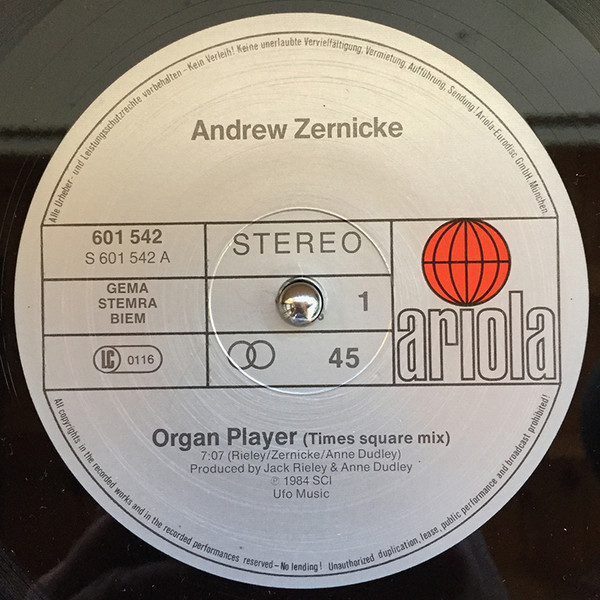 Alle Urheber- und Leistungsschutzrechte vorbehalten - Kein Verleih! Keine unerlaubte Vervielfältigung, Vermietung, Aufführung, Sendung! Ariola-Eurodisc GmbH, München.
Andrew Zernicke
601 542
S 601 542 A
STEREO
GEMA
STEMRA
BIEM
1
LC 0116
45
ariola
Organ Player (Times square mix)
7:07 (Rieley/Zernicke/Anne Dudley)
Produced by Jack Rieley & Anne Dudley
℗ 1984 SCI
Ufo Music
All copyrights in the recorded works and in the recorded performances reserved - No lending! Unauthorized duplication, lease, public performance and broadcast prohibited!